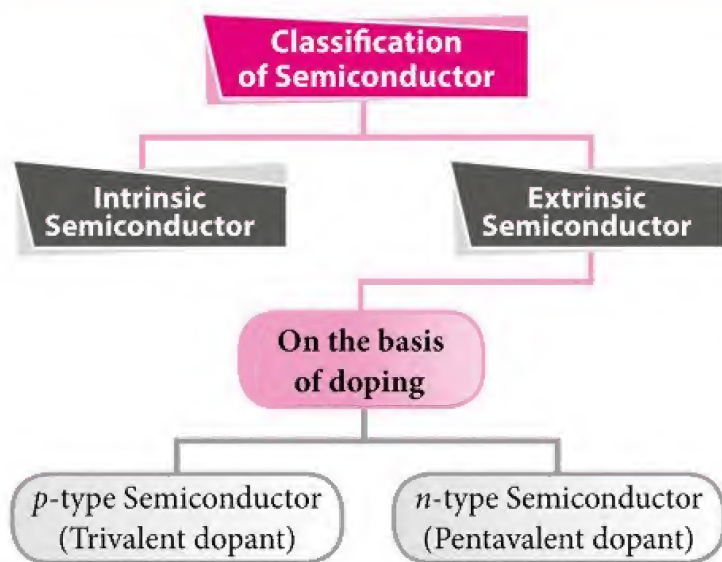 Classification
of Semiconductor
Intrinsic
Semiconductor
Extrinsic
Semiconductor
On the basis
of doping
p-type Semiconductor
(Trivalent dopant)
n-type Semiconductor
(Pentavalent dopant)